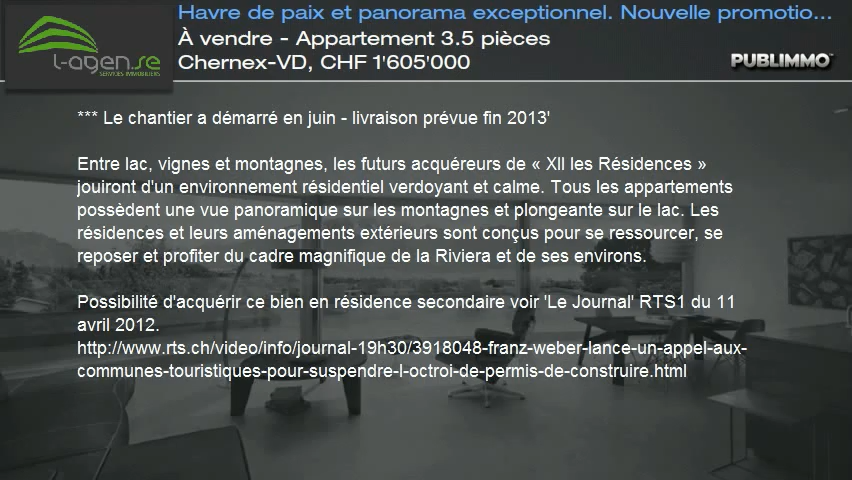 Havre de paix et panorama exceptionnel. Nouvelle promotio...
l-agen.se
SERVICES IMMOBILIERS
À vendre - Appartement 3.5 pièces
Chernex-VD, CHF 1'605'000
PUBLIMMO™
*** Le chantier a démarré en juin - livraison prévue fin 2013'
Entre lac, vignes et montagnes, les futurs acquéreurs de « XII les Résidences »
jouiront d'un environnement résidentiel verdoyant et calme. Tous les appartements
possèdent une vue panoramique sur les montagnes et plongeante sur le lac. Les
résidences et leurs aménagements extérieurs sont conçus pour se ressourcer, se
reposer et profiter du cadre magnifique de la Riviera et de ses environs.
Possibilité d'acquérir ce bien en résidence secondaire voir 'Le Journal' RTS1 du 11
avril 2012.
http://www.rts.ch/video/info/journal-19h30/3918048-franz-weber-lance-un-appel-aux-
communes-touristiques-pour-suspendre-l-octroi-de-permis-de-construire.html